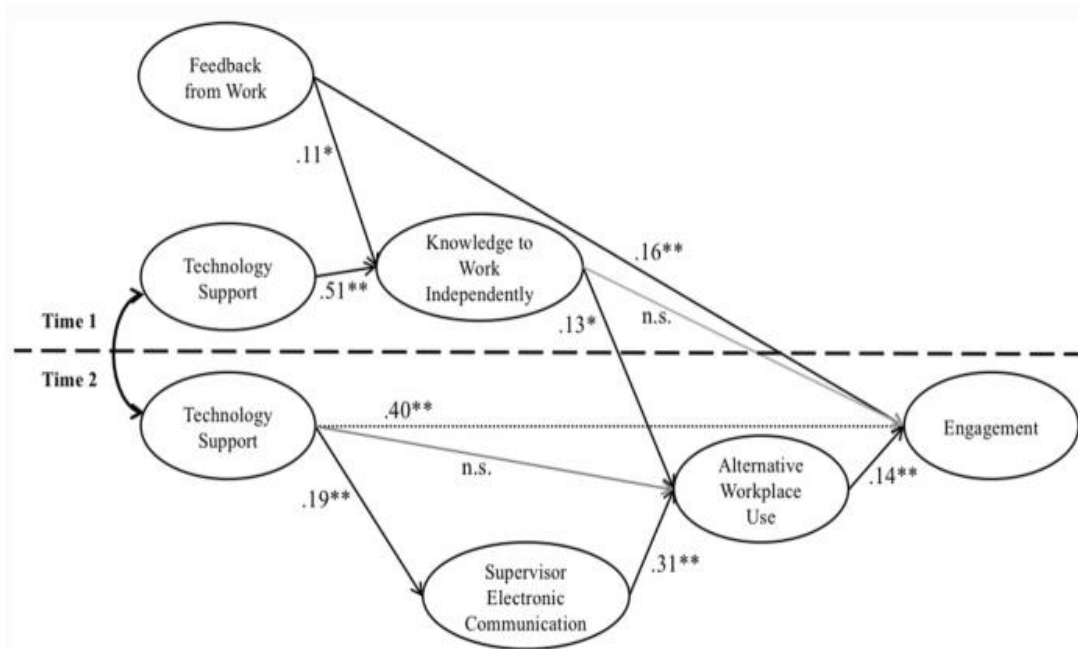 Feedback
from Work
.11*
Technology
Support
.51**
Knowledge to
Work
Independently
.16**
n.s.
.13*
Time 1
Time 2
Technology
Support
.40**
n.s.
.19**
Supervisor
Electronic
Communication
.31**
Alternative
Workplace
Use
.14**
Engagement